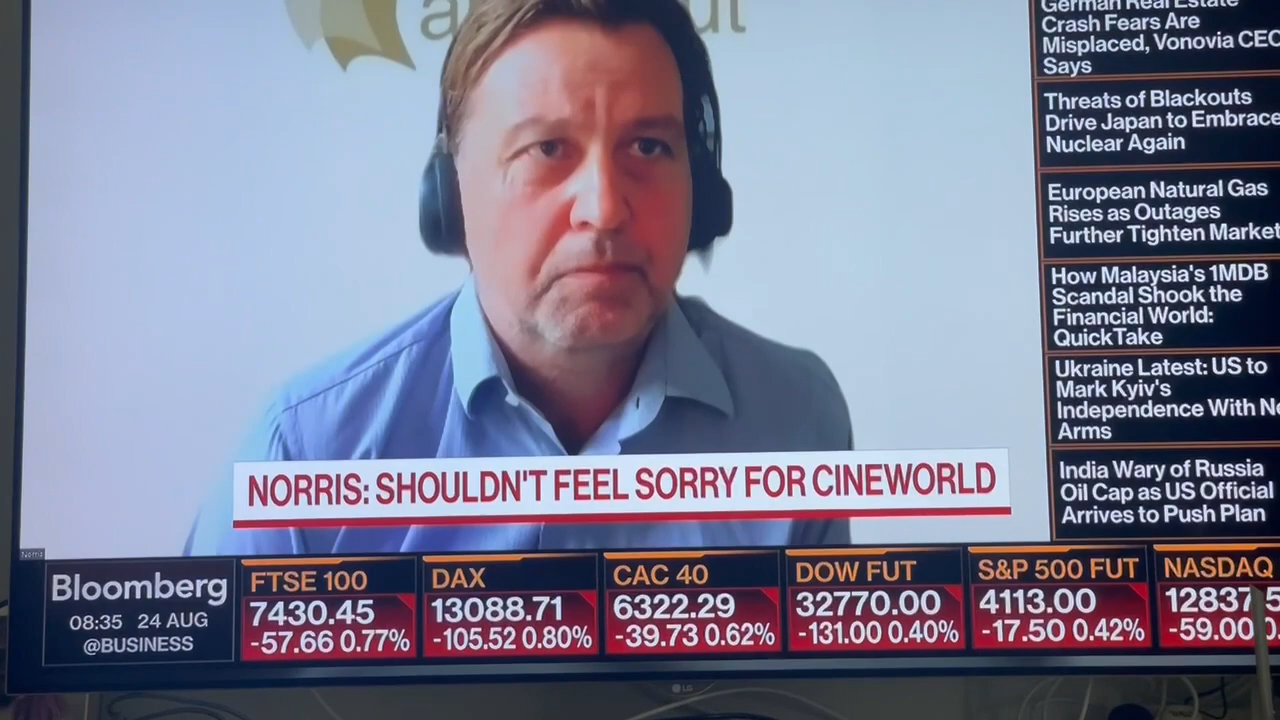 German Real Estate
Crash Fears Are
Misplaced, Vonovia CEO
Says
Threats of Blackouts
Drive Japan to Embrace
Nuclear Again
European Natural Gas
Rises as Outages
Further Tighten Market
How Malaysia's 1MDB
Scandal Shook the
Financial World:
QuickTake
Ukraine Latest: US to
Mark Kyiv's
Independence With
Arms
India Wary of Russia
Oil Cap as US Official
Arrives to Push Plan
NORRIS: SHOULDN'T FEEL SORRY FOR CINEWORLD
Norris
Bloomberg
08:35 24 AUG
@BUSINESS
FTSE 100
7430.45
-57.66 0.77%
DAX
13088.71
-105.52 0.80%
CAC 40
6322.29
-39.73 0.62%
DOW FUT
32770.00
-131.00 0.40%
S&P 500 FUT
4113.00
-17.50 0.42%
NASDAQ
12837
-59.00
LG